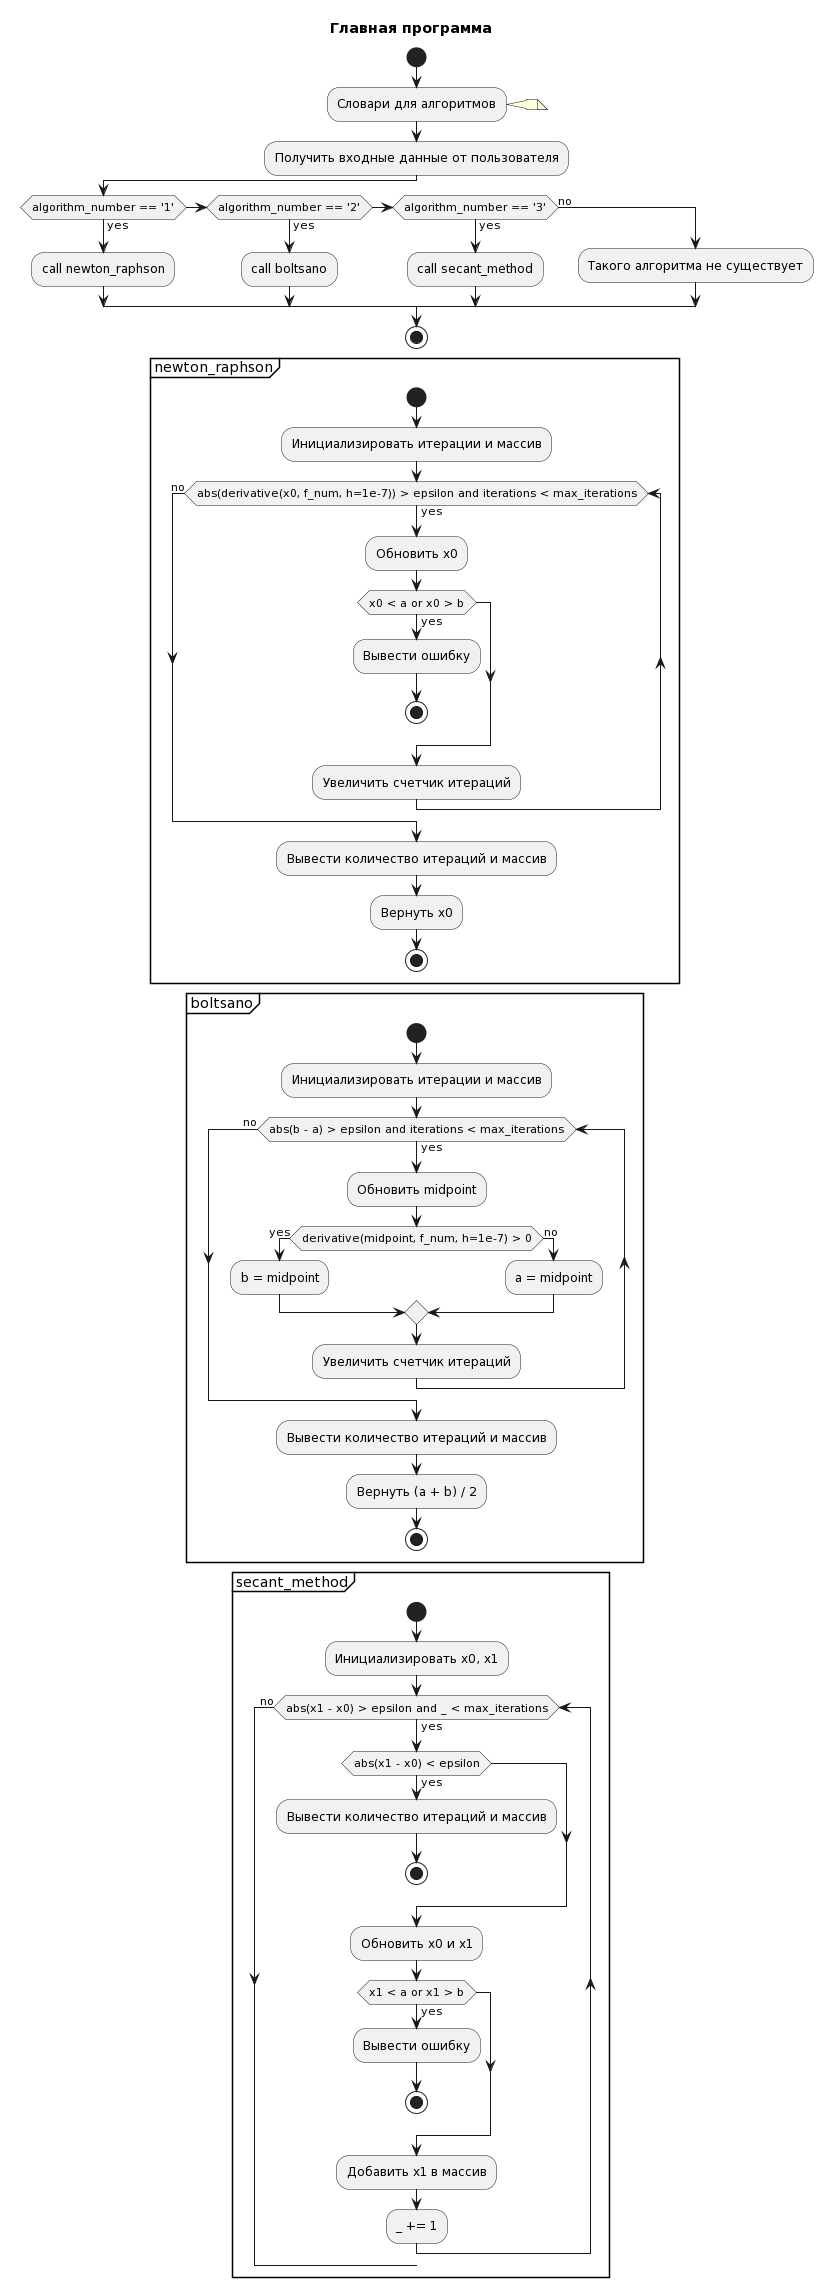 Главная программа
Словари для алгоритмов
Получить входные данные от пользователя
algorithm_number == '1'
algorithm_number == '2'
algorithm_number == '3'
no
yes
yes
yes
call newton_raphson
call boltsano
call secant_method
Такого алгоритма не существует
newton_raphson
Инициализировать итерации и массив
no
abs(derivative(x0, f_num, h=1e-7)) > epsilon and iterations < max_iterations
yes
Обновить x0
x0 < a or x0 > b
yes
Вывести ошибку
Увеличить счетчик итераций
Вывести количество итераций и массив
Вернуть x0
boltsano
Инициализировать итерации и массив
no
abs(b - a) > epsilon and iterations < max_iterations
yes
Обновить midpoint
yes
derivative(midpoint, f_num, h=1e-7) > 0
no
b = midpoint
a = midpoint
Увеличить счетчик итераций
Вывести количество итераций и массив
Вернуть (a + b) / 2
secant_method
Инициализировать x0, x1
no
abs(x1 - x0) > epsilon and _ < max_iterations
yes
abs(x1 - x0) < epsilon
yes
Вывести количество итераций и массив
Обновить x0 и x1
x1 < a or x1 > b
yes
Вывести ошибку
Добавить x1 в массив
_ += 1